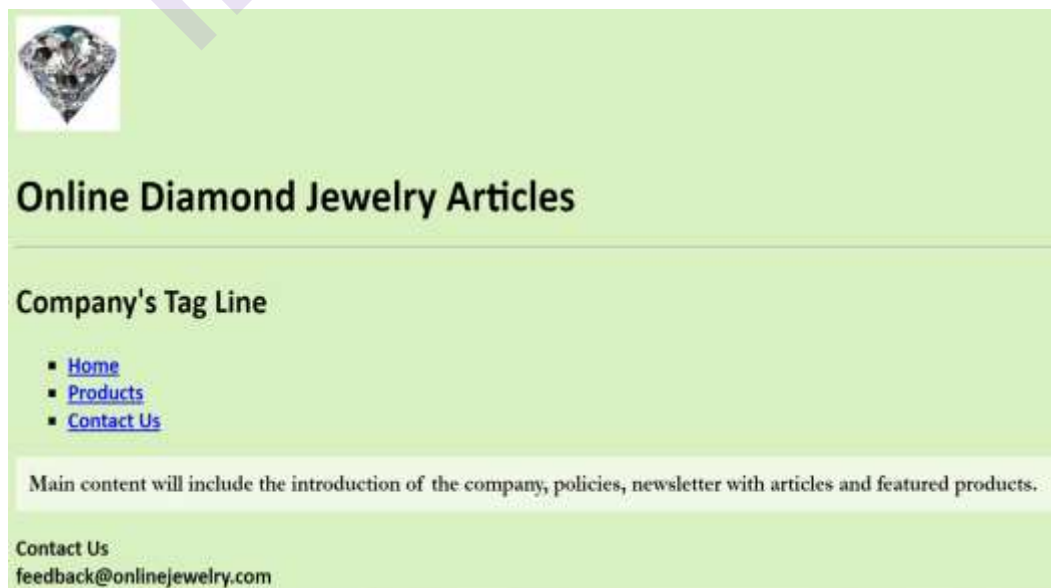 Online Diamond Jewelry Articles
Company's Tag Line
Home
Products
Contact Us
Main content will include the introduction of the company, policies, newsletter with articles and featured products.
Contact Us
feedback@onlinejewelry.com